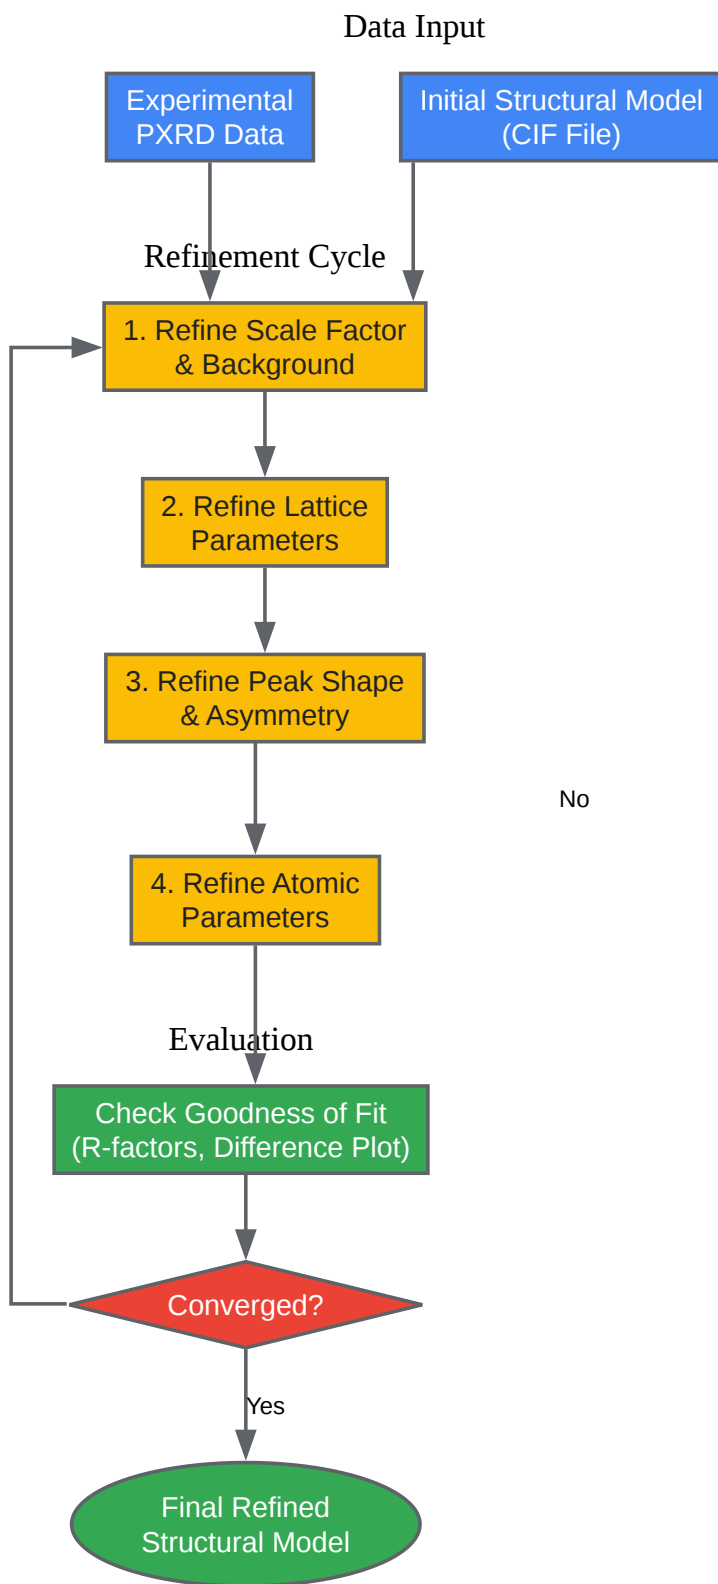 Data Input
Experimental
PXRD Data
Initial Structural Model
(CIF File)
Refinement Cycle
1. Refine Scale Factor
& Background
2. Refine Lattice
Parameters
3. Refine Peak Shape
& Asymmetry
No
4. Refine Atomic
Parameters
Evaluation
Check Goodness of Fit
(R-factors, Difference Plot)
Converged?
Yes
Final Refined
Structural Model